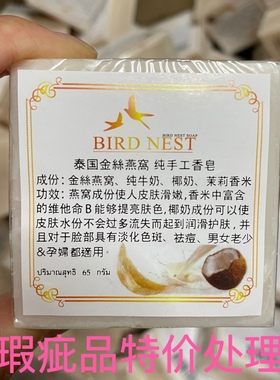 BIRD NEST SOAP
BIRD NEST
泰国金絲燕窝 纯手工香皂
成份：金絲燕窝、纯牛奶、椰奶、茉莉香米
功效：燕窝成份使人皮肤滑嫩，香米中富含
的维他命B能够提亮肤色，椰奶成份可以使
皮肤水份不会过多流失而起到润滑护肤，并
且对于脸部具有淡化色斑、祛痘、男女老少
&孕婦都適用。
ปริมาณสุทธิ 65 กรัม
瑕疵品特价处理